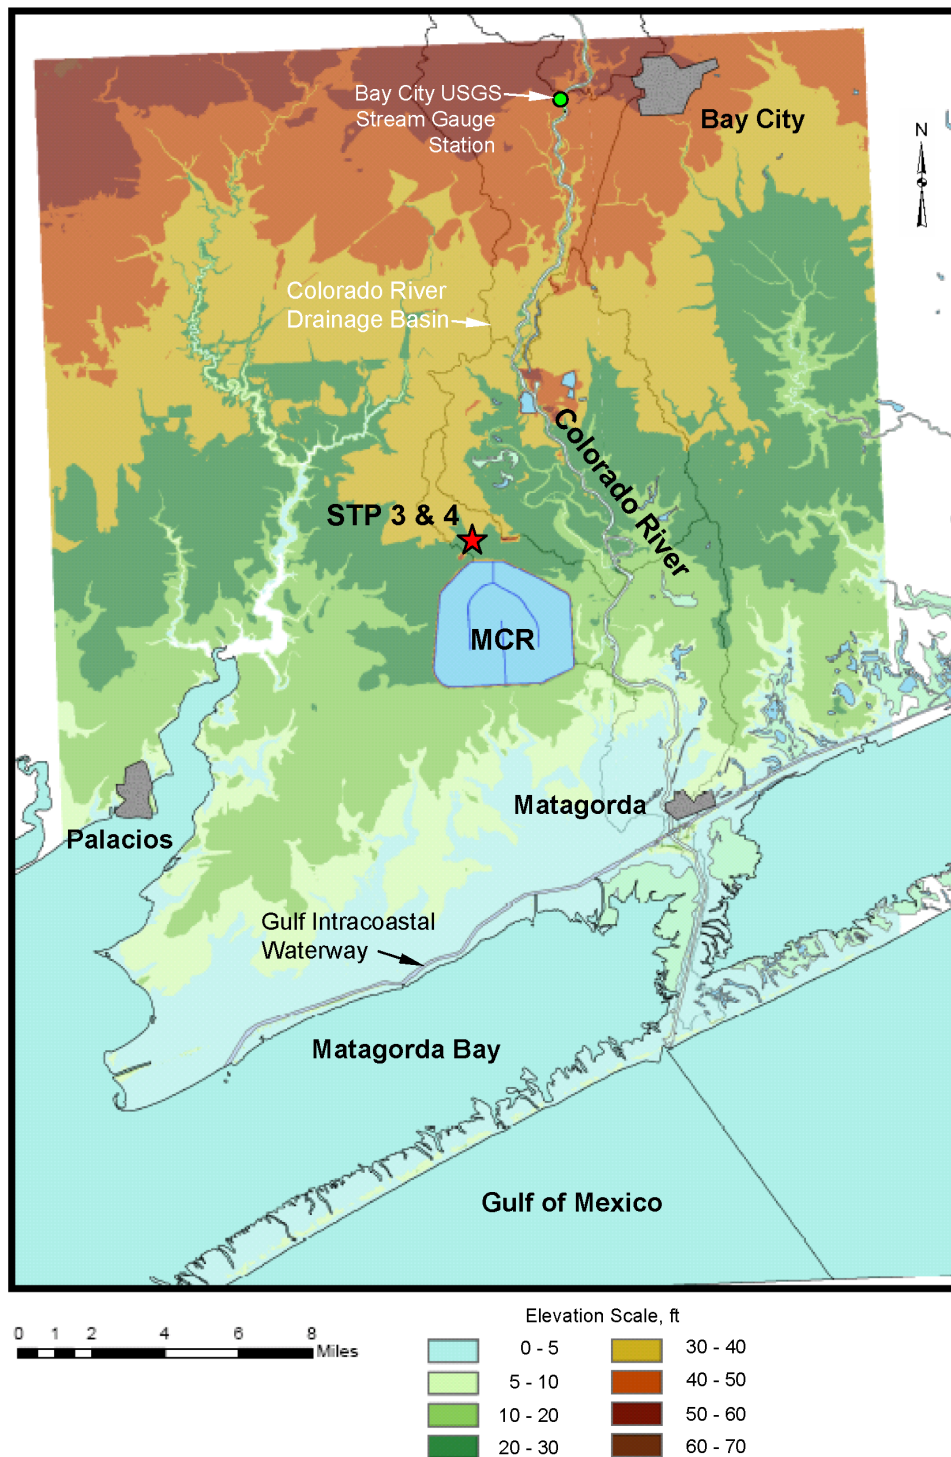 Bay City USGS
Stream Gauge
Station
Bay City
N
Colorado River
Drainage Basin
Colorado River
STP 3 & 4
MCR
Matagorda
Palacios
Gulf Intracoastal
Waterway
Matagorda Bay
Gulf of Mexico
0 1 2 4 6 8
Miles
Elevation Scale, ft
0 - 5
5 - 10
10 - 20
20 - 30
30 - 40
40 - 50
50 - 60
60 - 70